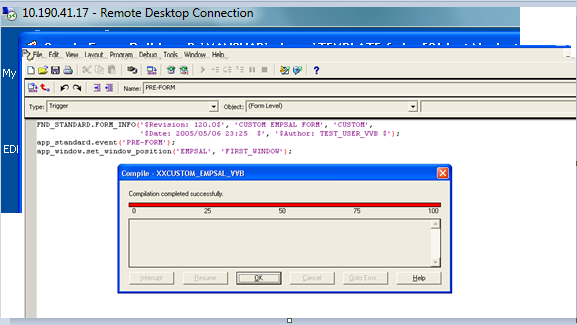 10.190.41.17 - Remote Desktop Connection
My
File Edit View Layout Program Debug Tools Window Help
Name: PRE-FORM
Type: Trigger Object: (Form Level)
FND_STANDARD.FORM_INFO('$Revision: 120.0$', 'CUSTOM EMPSAL FORM', 'CUSTOM',
'$Date: 2005/05/06 23:25 $', '$Author: TEST_USER_VVB $');
app_standard.event('PRE-FORM');
app_window.set_window_position('EMPSAL', 'FIRST_WINDOW');
EDI
Compile - XXCUSTOM_EMPSAL_VVB
Compilation completed successfully.
0 25 50 75 100
Interrupt Resume OK Cancel Goto Error... Help